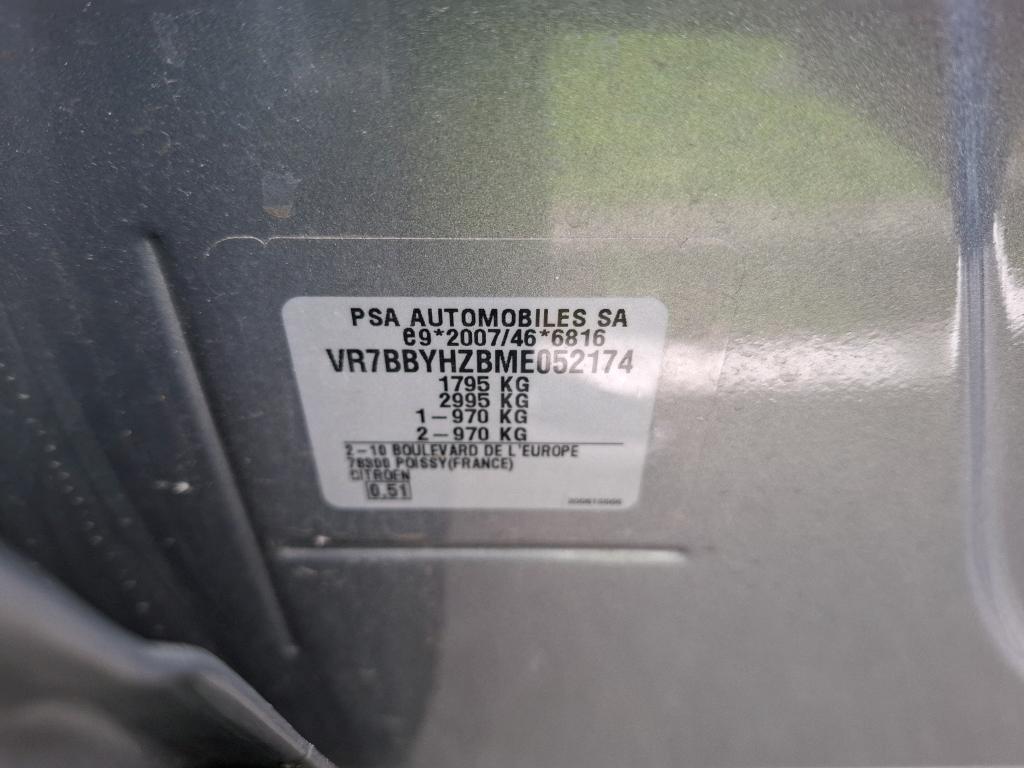 PSA AUTOMOBILES SA
e9*2007/46*6816
VR7BBYHZBME052174
1795 KG
2995 KG
1-970 KG
2-970 KG
2-10 BOULEVARD DE L'EUROPE
78300 POISSY(FRANCE)
CITROEN
0.51